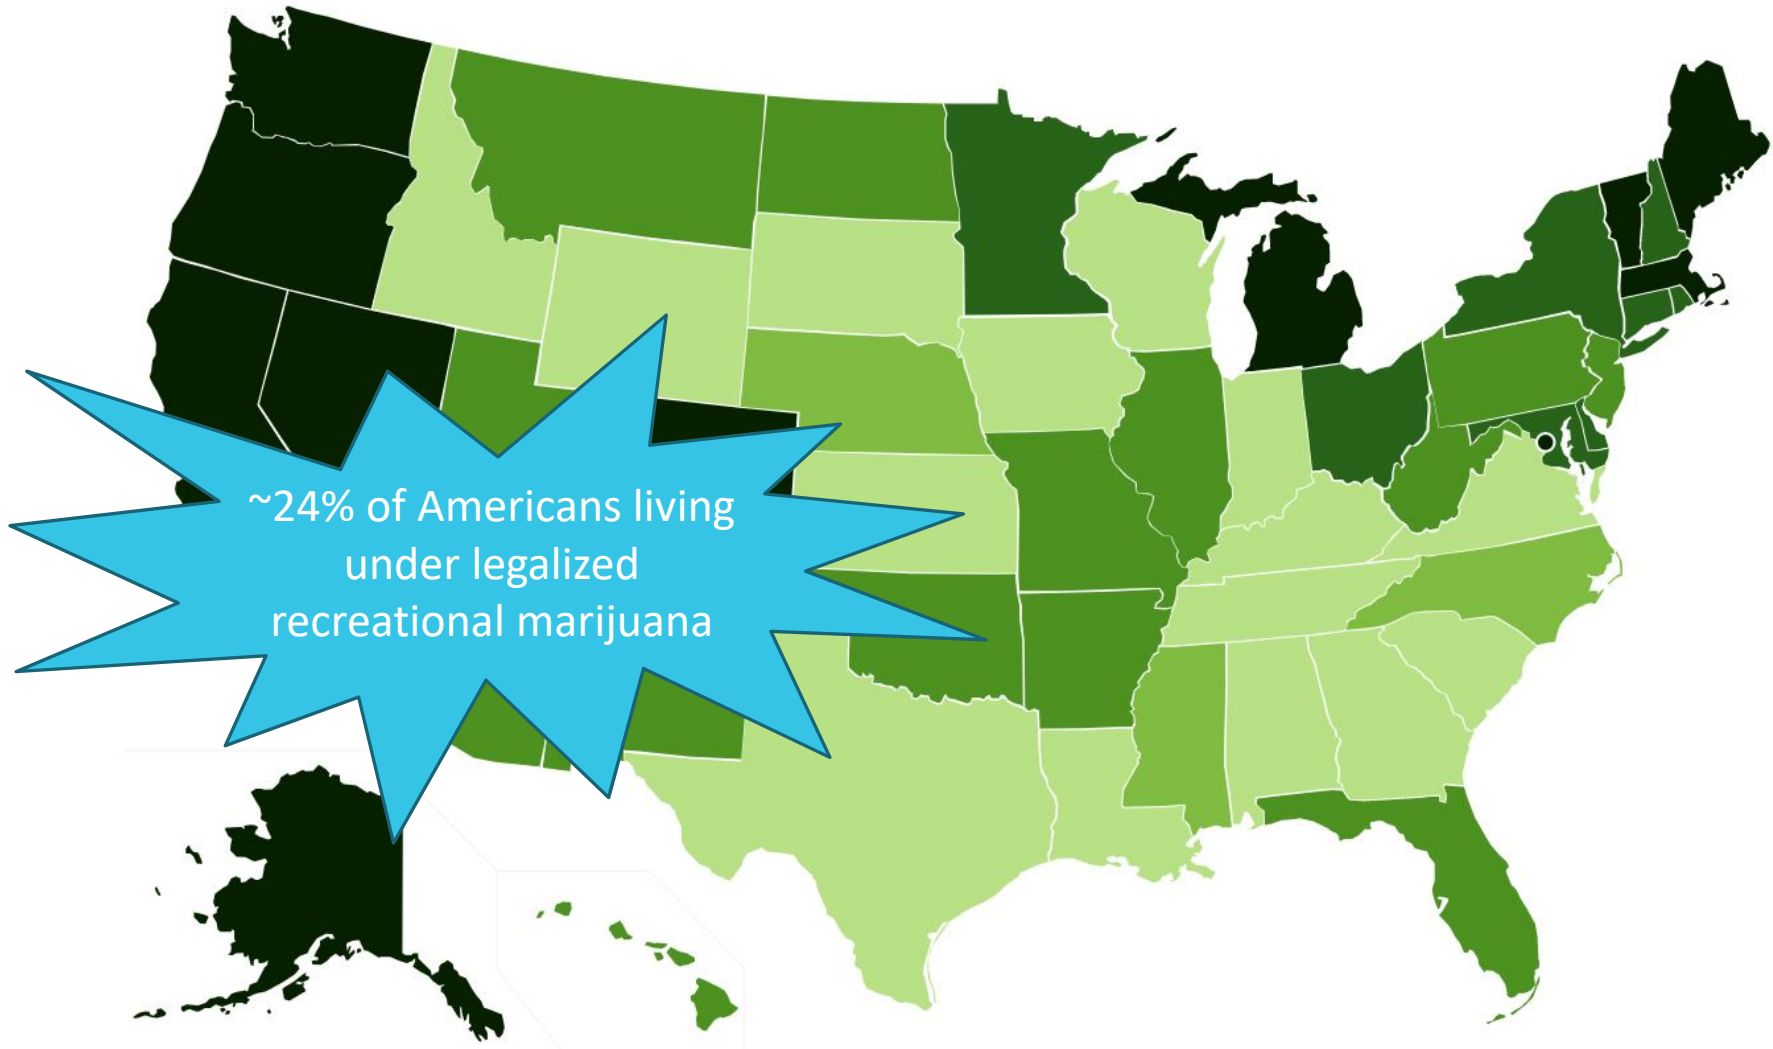 ~24% of Americans living
under legalized
recreational marijuana